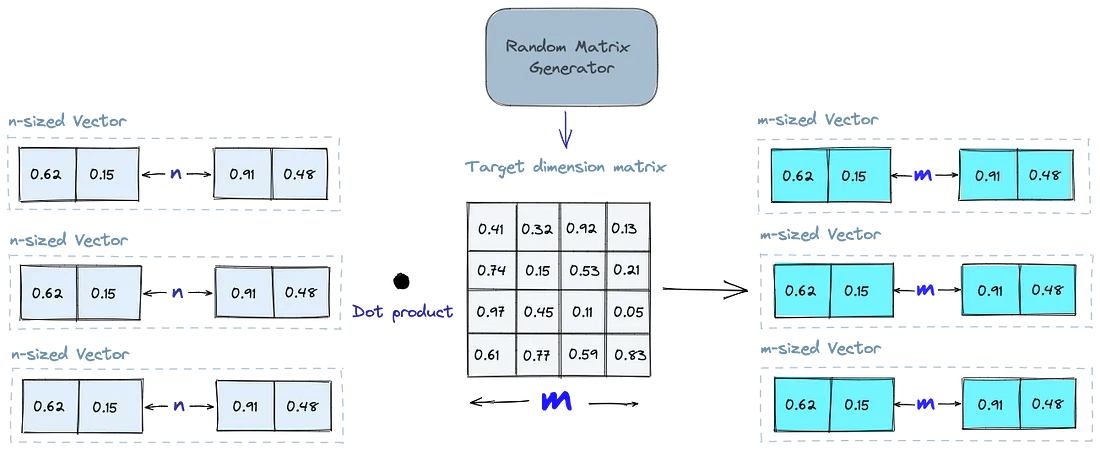 Random Matrix
Generator
n-sized Vector
0.62 0.15 n 0.91 0.48
n-sized Vector
0.62 0.15 n 0.91 0.48
n-sized Vector
0.62 0.15 n 0.91 0.48
Dot product
Target dimension matrix
0.41 0.32 0.92 0.13
0.74 0.15 0.53 0.21
0.97 0.45 0.11 0.05
0.61 0.77 0.59 0.83
m
m-sized Vector
0.62 0.15 m 0.91 0.48
m-sized Vector
0.62 0.15 m 0.91 0.48
m-sized Vector
0.62 0.15 m 0.91 0.48